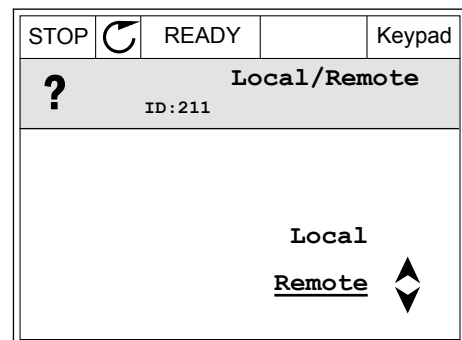 STOP READY Keypad
? Local/Remote
ID:211
Local
Remote